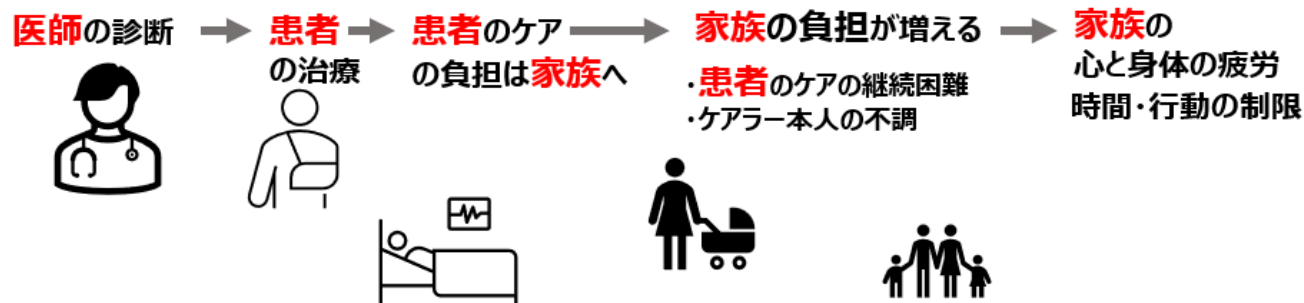 医師の診断
患者
の治療
患者のケア
の負担は家族へ
家族の負担が増える
・患者のケアの継続困難
・ケアラー本人の不調
家族の
心と身体の疲労
時間・行動の制限